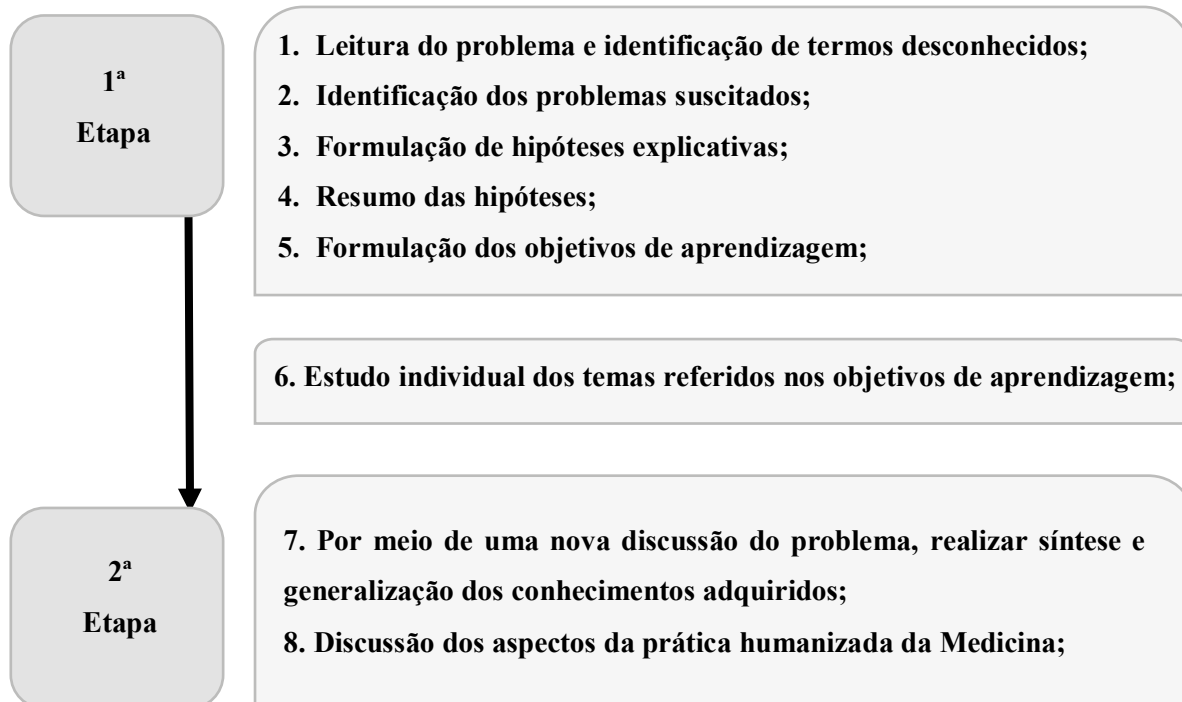 1ª
Etapa
1. Leitura do problema e identificação de termos desconhecidos;
2. Identificação dos problemas suscitados;
3. Formulação de hipóteses explicativas;
4. Resumo das hipóteses;
5. Formulação dos objetivos de aprendizagem;
6. Estudo individual dos temas referidos nos objetivos de aprendizagem;
2ª
Etapa
7. Por meio de uma nova discussão do problema, realizar síntese e
generalização dos conhecimentos adquiridos;
8. Discussão dos aspectos da prática humanizada da Medicina;